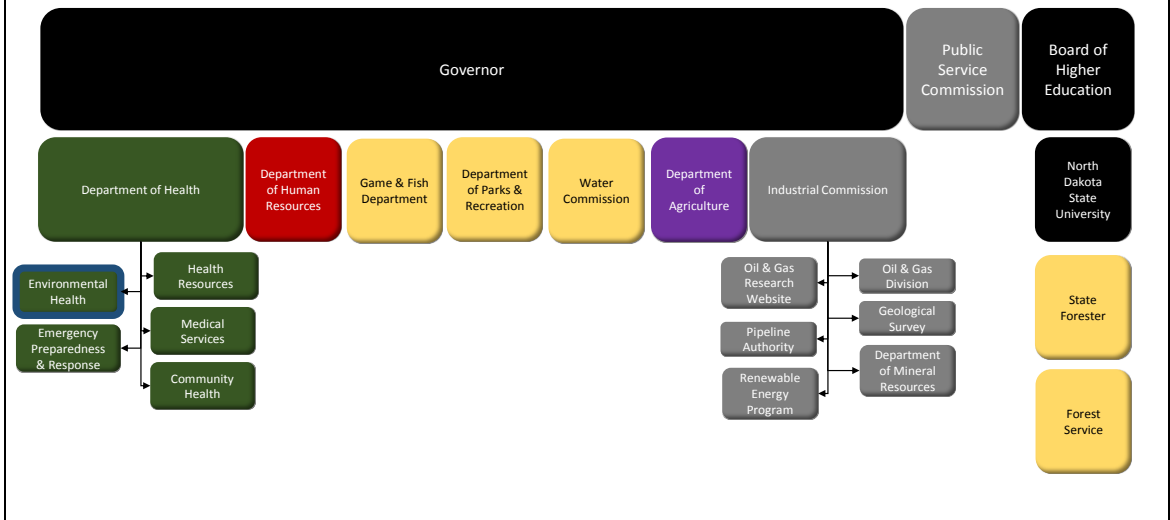 Governor
Public
Service
Commission
Board of
Higher
Education
Department of Health
Department
of Human
Resources
Game & Fish
Department
Department
of Parks &
Recreation
Water
Commission
Department
of
Agriculture
Industrial Commission
North
Dakota
State
University
Environmental
Health
Health
Resources
Emergency
Preparedness
& Response
Medical
Services
Community
Health
Oil & Gas
Research
Website
Oil & Gas
Division
Pipeline
Authority
Geological
Survey
Renewable
Energy
Program
Department
of Mineral
Resources
State
Forester
Forest
Service